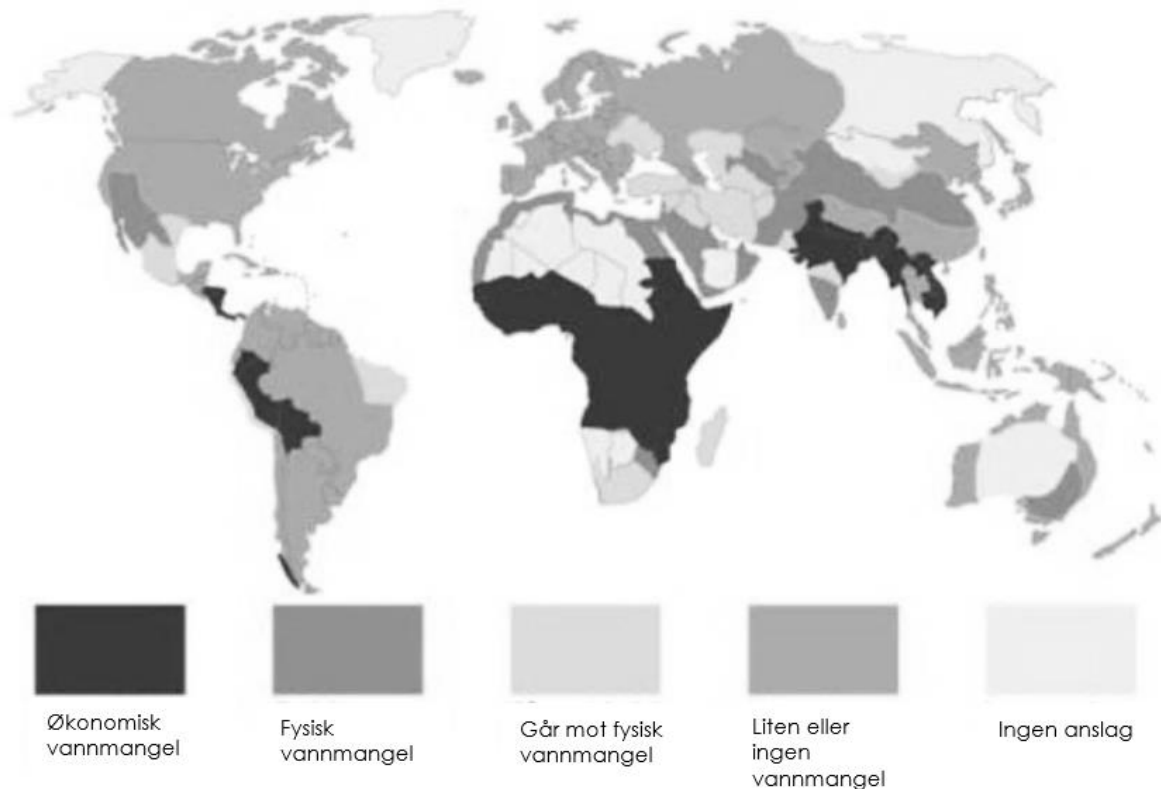 Økonomisk
vannmangel
Fysisk
vannmangel
Går mot fysisk
vannmangel
Liten eller
ingen
vannmangel
Ingen anslag